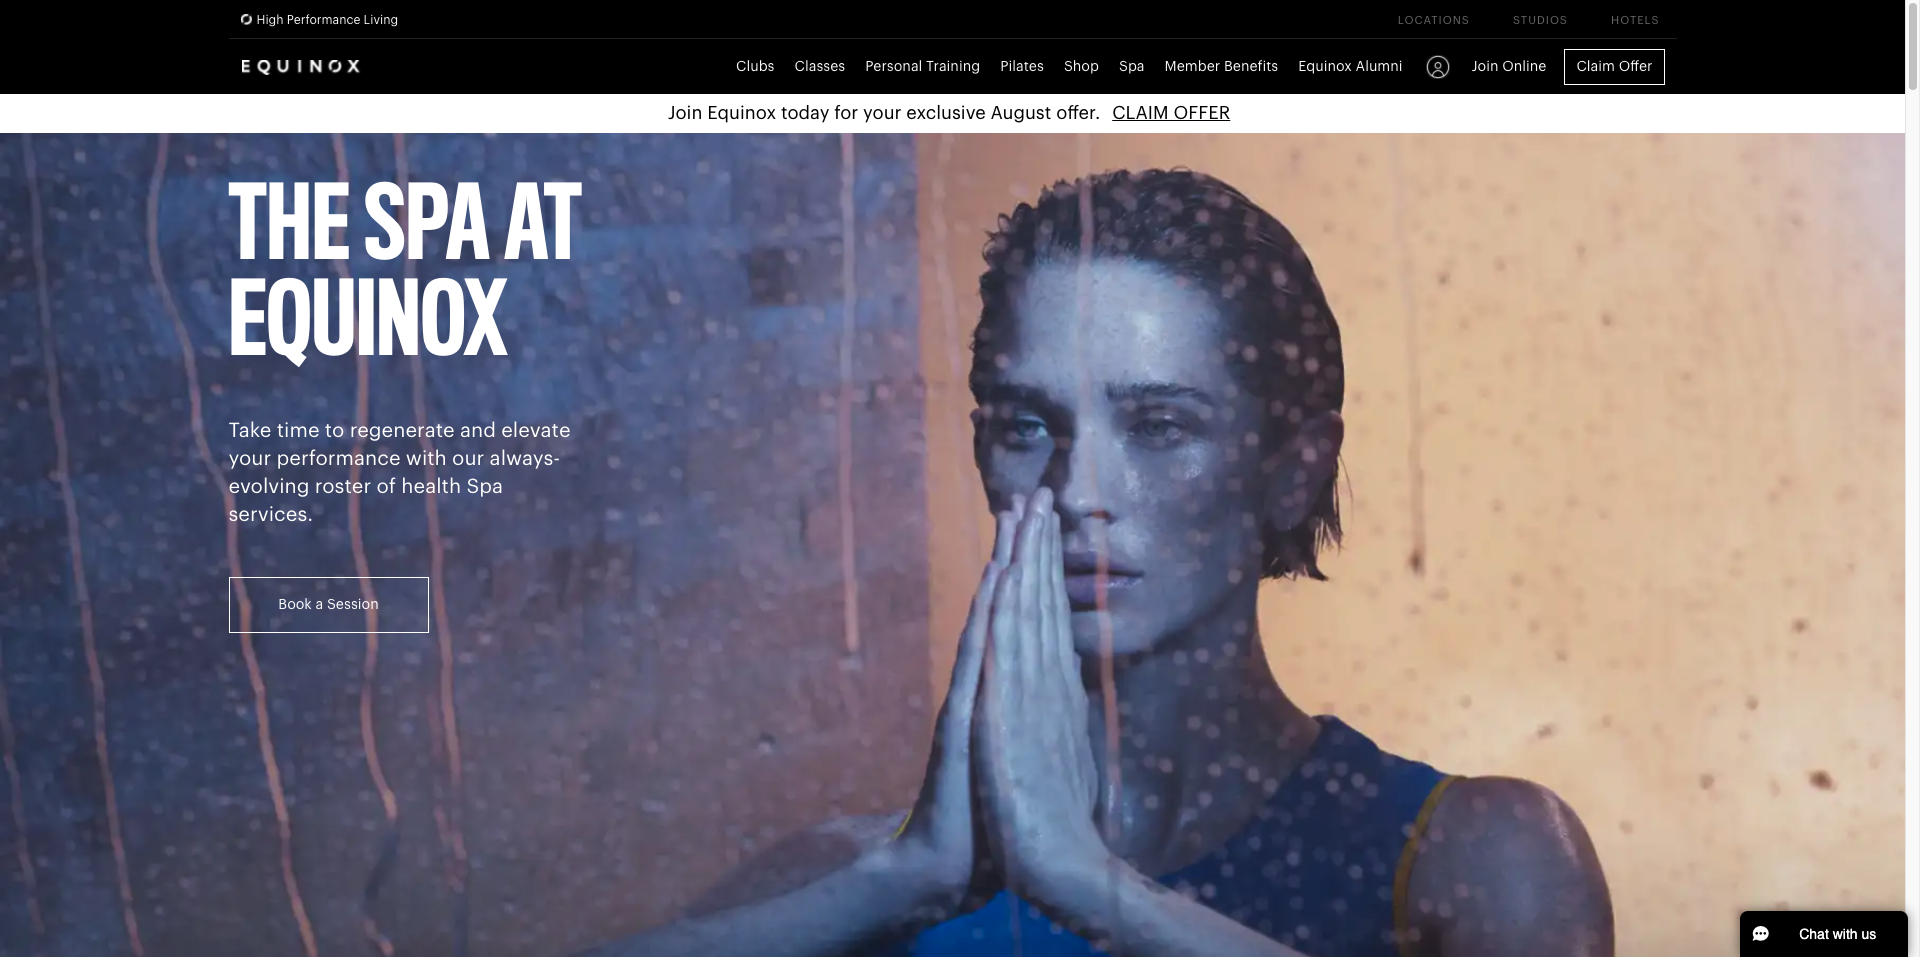 High Performance Living
LOCATIONS STUDIOS HOTELS
EQUINOX
Clubs Classes Personal Training Pilates Shop Spa Member Benefits Equinox Alumni Join Online Claim Offer
Join Equinox today for your exclusive August offer. CLAIM OFFER
THE SPA AT
EQUINOX
Take time to regenerate and elevate
your performance with our always-
evolving roster of health Spa
services.
Book a Session
Chat with us